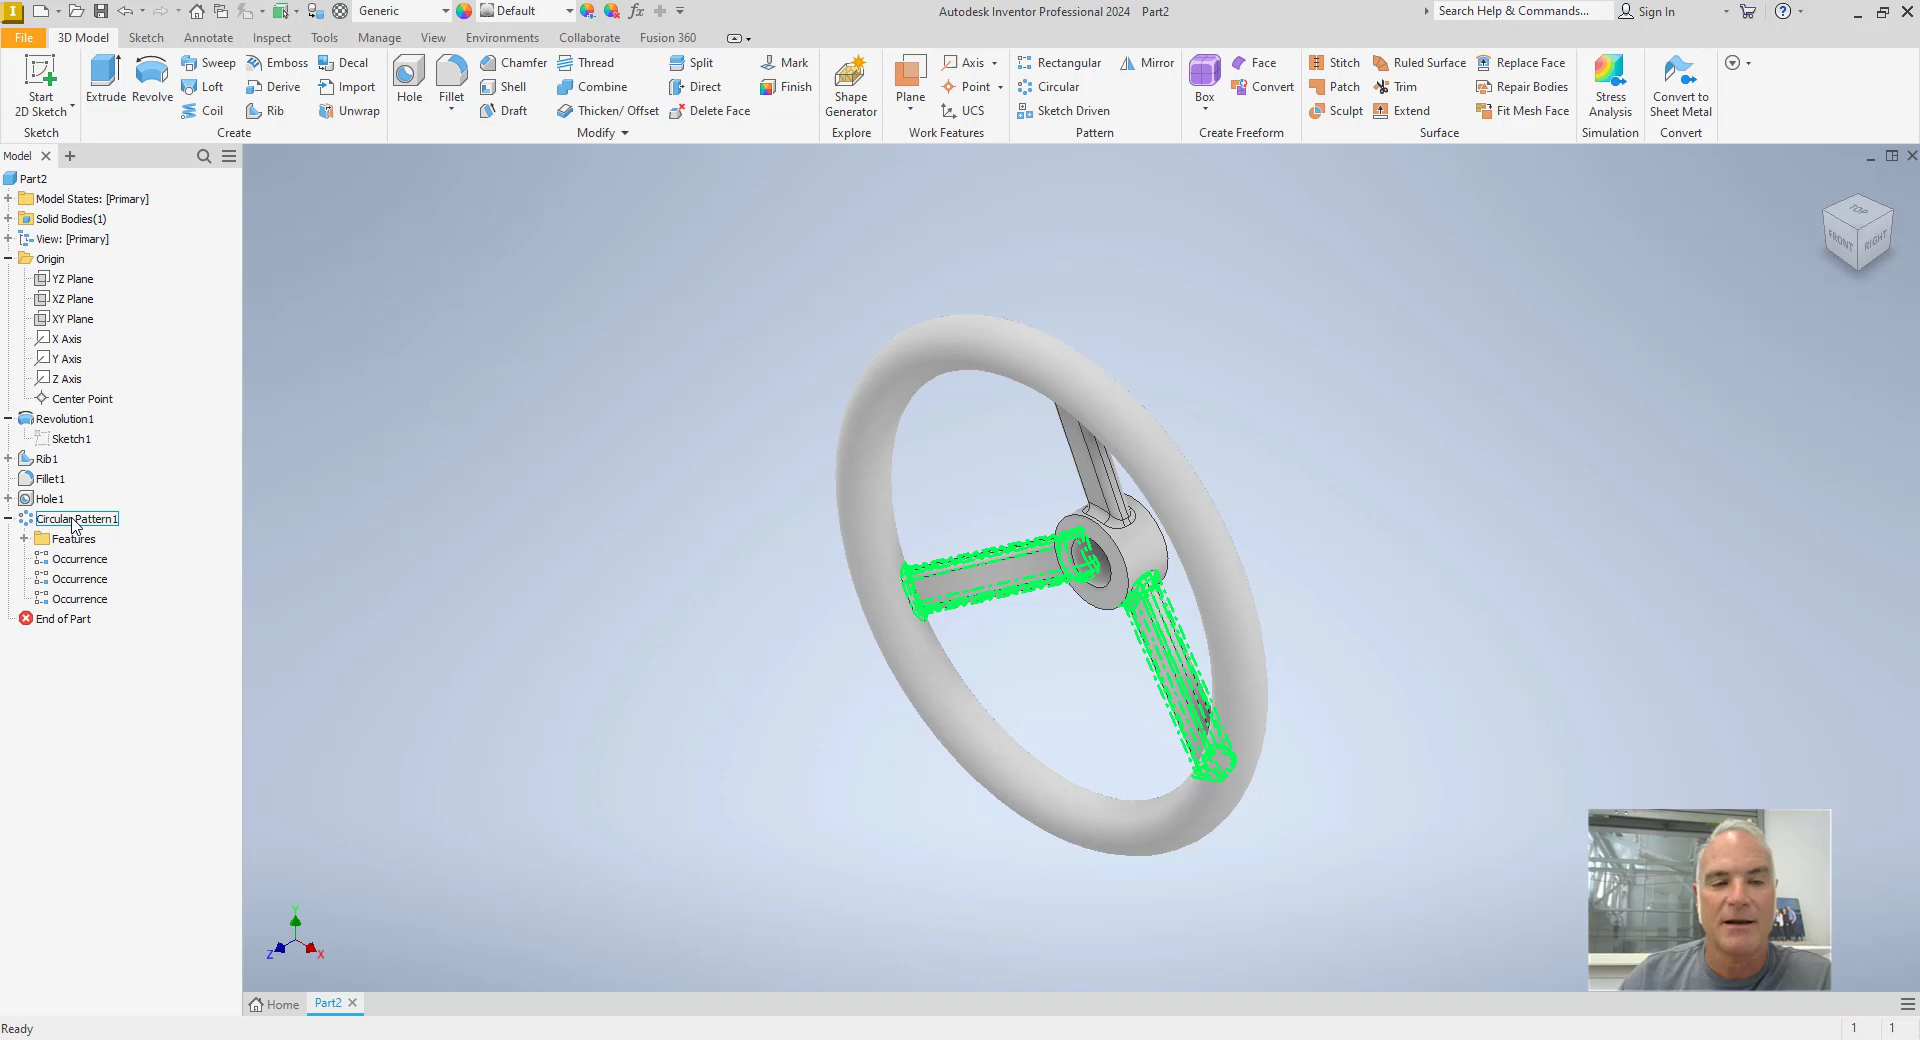 Generic
Default
fx
Autodesk Inventor Professional 2024 Part2
Search Help & Commands...
Sign In
File
3D Model
Sketch
Annotate
Inspect
Tools
Manage
View
Environments
Collaborate
Fusion 360
Start
2D Sketch
Extrude
Revolve
Sweep
Loft
Coil
Emboss
Derive
Rib
Decal
Import
Unwrap
Hole
Fillet
Chamfer
Shell
Draft
Thread
Combine
Thicken/ Offset
Split
Direct
Delete Face
Mark
Finish
Shape
Generator
Plane
Axis
Point
UCS
Rectangular
Circular
Sketch Driven
Mirror
Box
Face
Convert
Stitch
Patch
Sculpt
Ruled Surface
Trim
Extend
Replace Face
Repair Bodies
Fit Mesh Face
Stress
Analysis
Convert to
Sheet Metal
Sketch
Create
Modify
Explore
Work Features
Pattern
Create Freeform
Surface
Simulation
Convert
Model
Part2
Model States: [Primary]
Solid Bodies(1)
View: [Primary]
Origin
YZ Plane
XZ Plane
XY Plane
X Axis
Y Axis
Z Axis
Center Point
Revolution1
Sketch1
Rib1
Fillet1
Hole1
Circular Pattern1
Features
Occurrence
Occurrence
Occurrence
End of Part
TOP
FRONT
RIGHT
Y
Z
X
Home
Part2
Ready
1
1